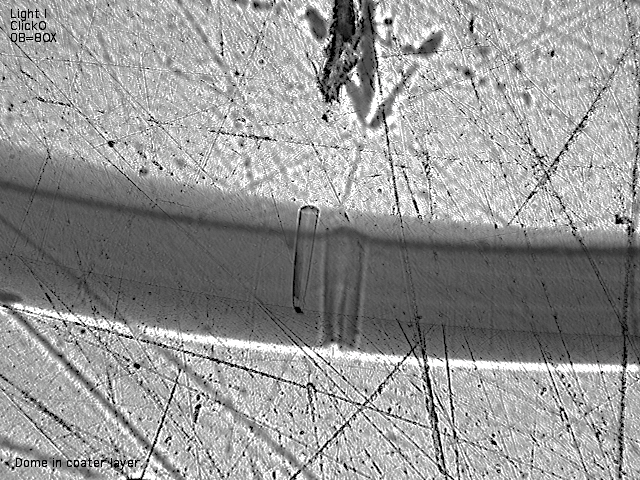 Light I
ClickO
OB=BOX
Dome in coater layer.